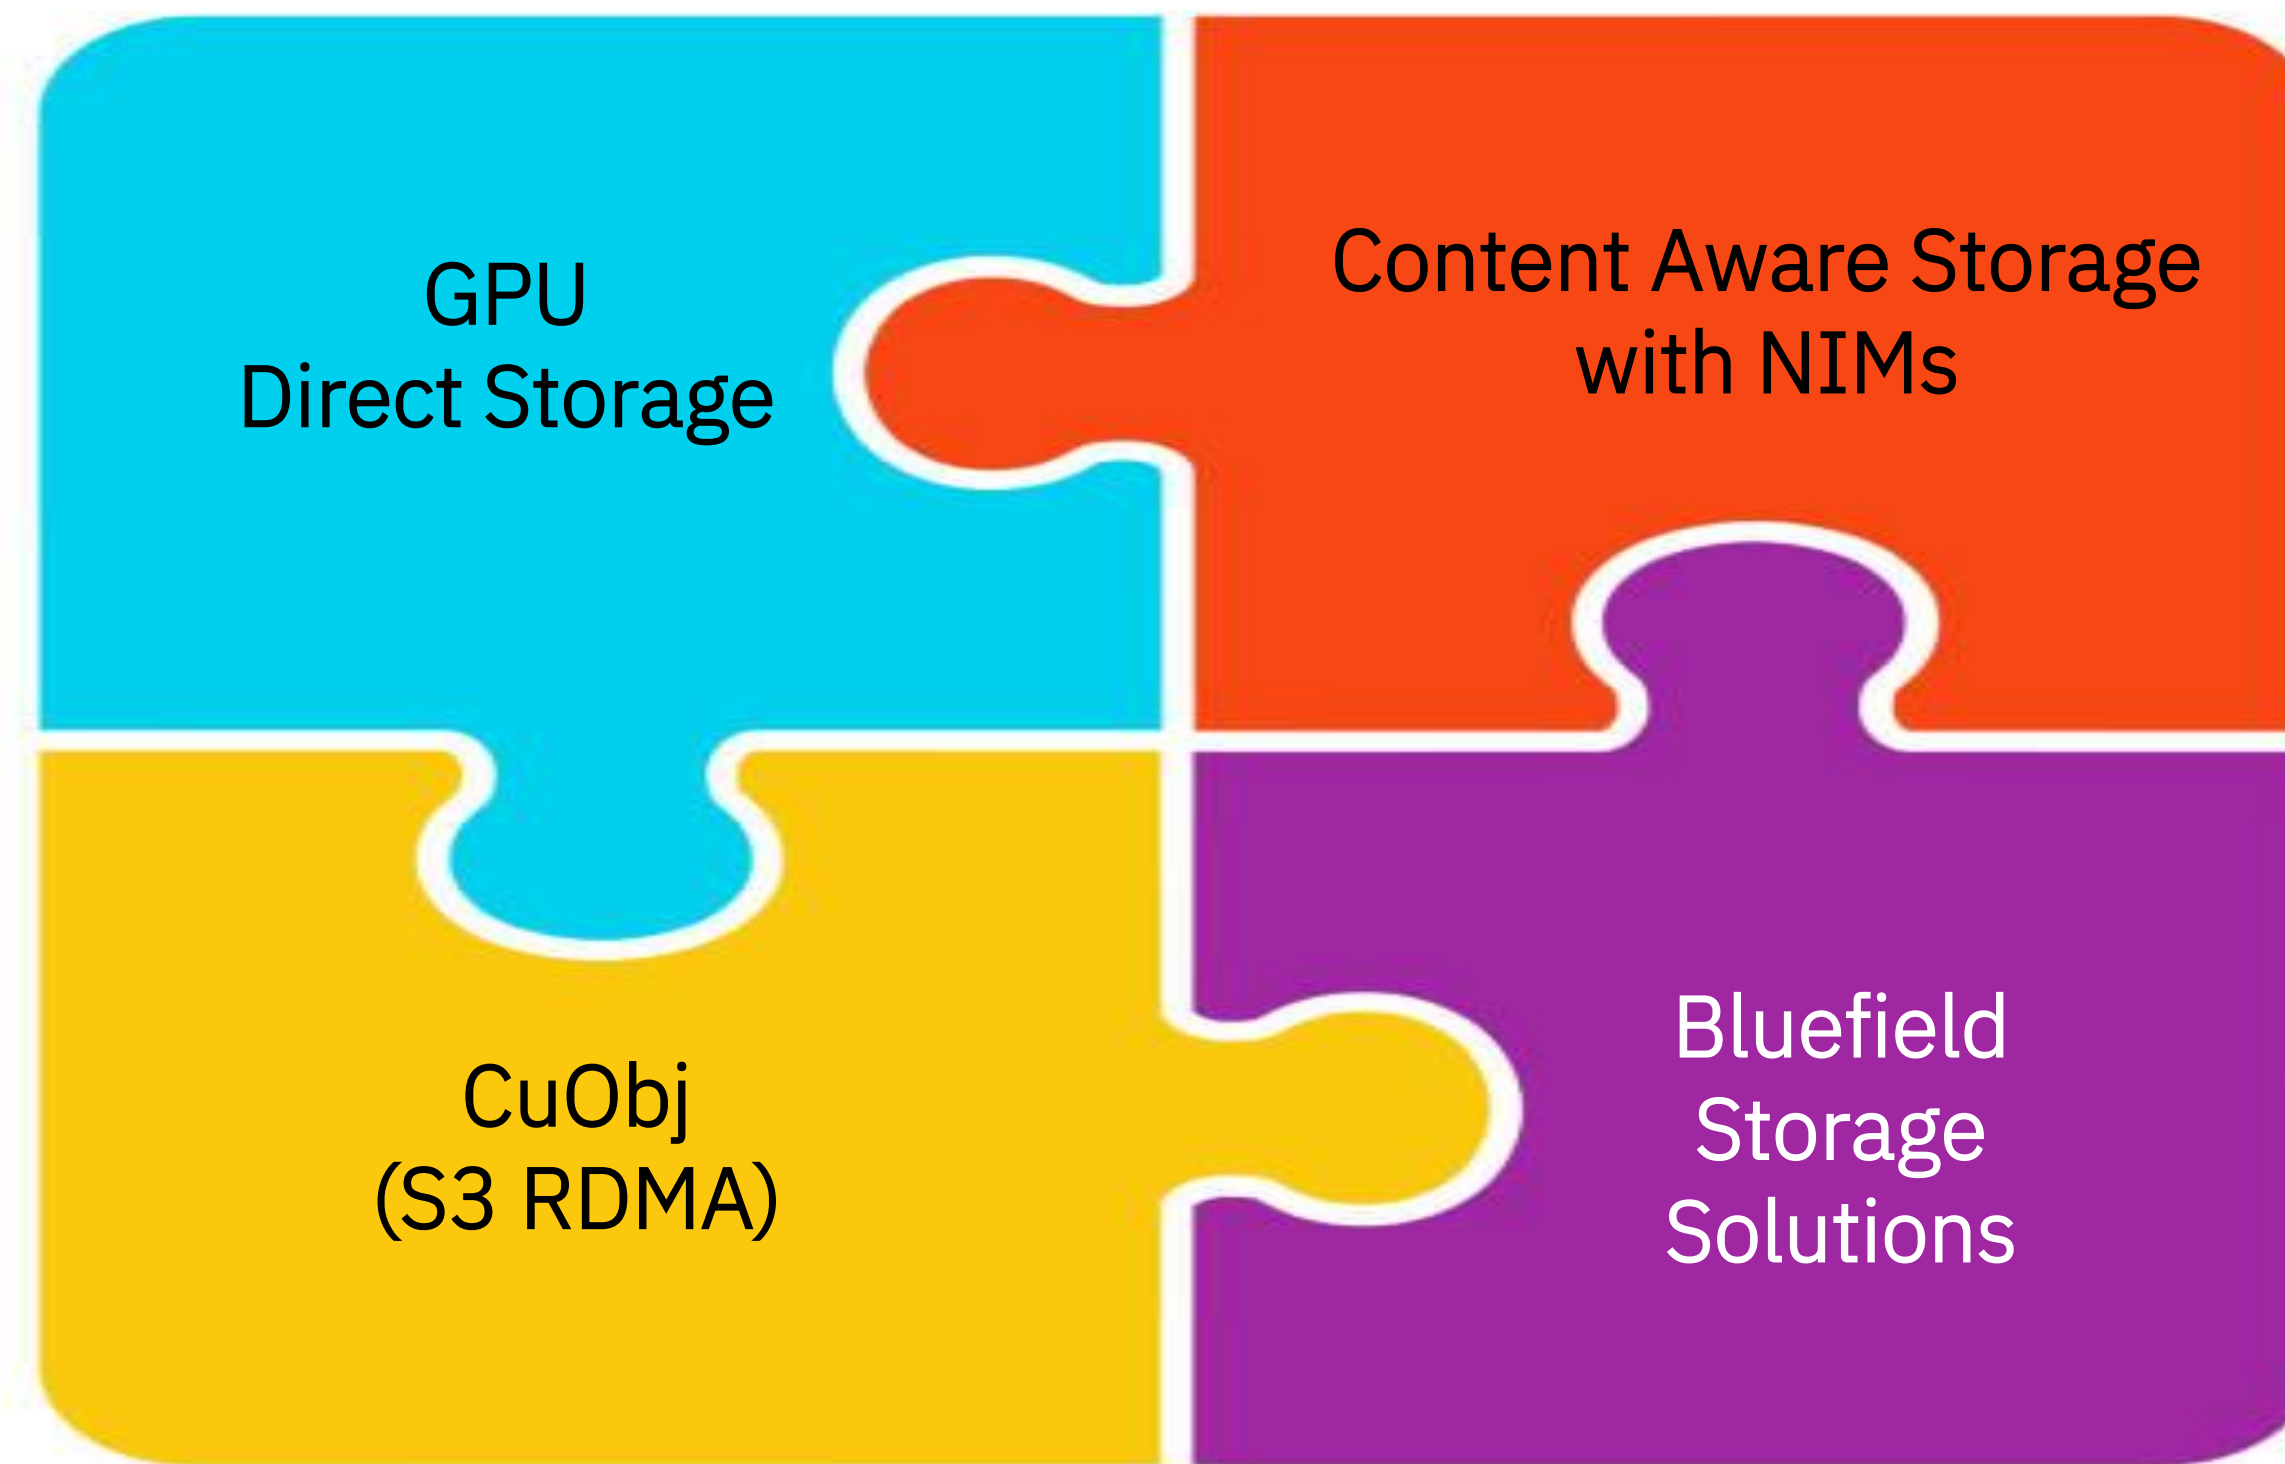 GPU
Direct Storage
Content Aware Storage
with NIMs
CuObj
(S3 RDMA)
Bluefield
Storage
Solutions